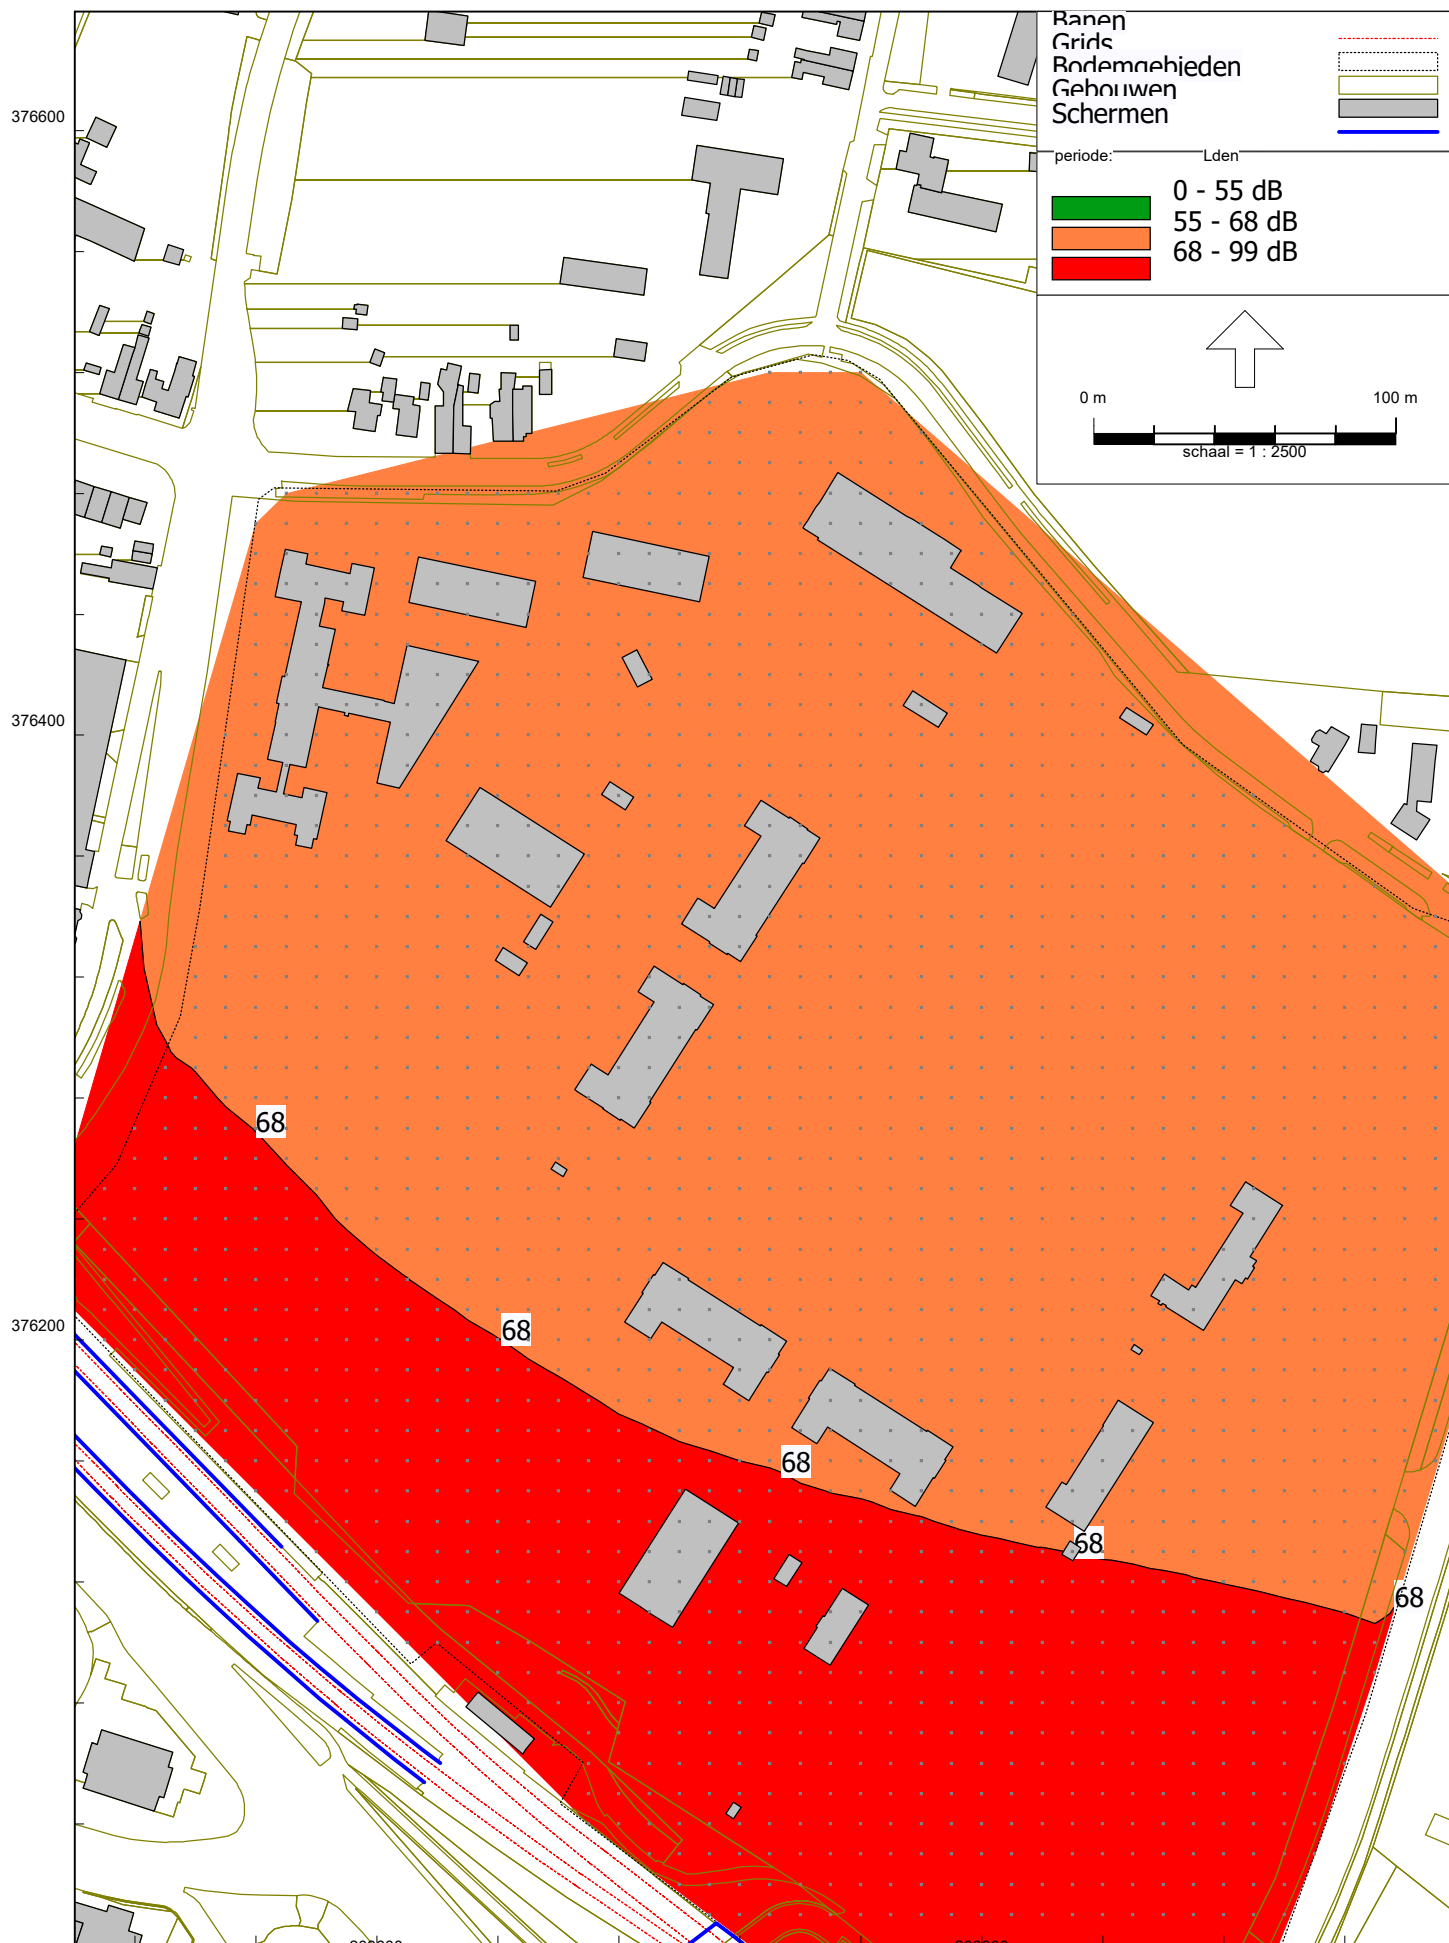 Banen
Grids
Bodemgebieden
Gebouwen
Schermen
periode: Lden
0 - 55 dB
55 - 68 dB
68 - 99 dB
0 m 100 m
schaal = 1 : 2500
376600
376400
376200
68
68
68
68
68